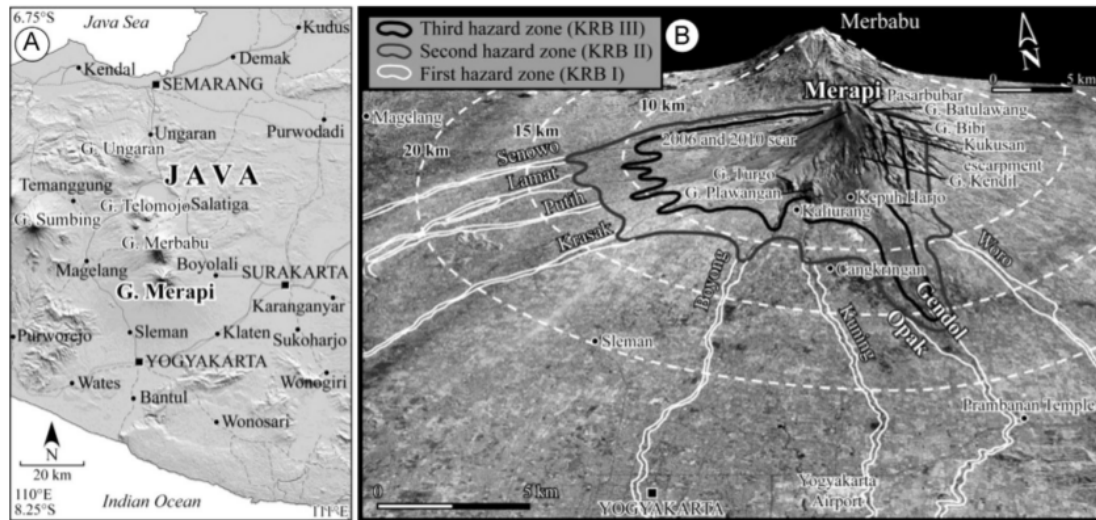 6.75°S
Java Sea
Kudus
A
Demak
Kendal
SEMARANG
Ungaran
Purwodadi
G. Ungaran
JAVA
Temanggung
G. Telomojo
Salatiga
G. Sumbing
G. Merbabu
Magelang
Boyolali
SURAKARTA
G. Merapi
Karanganyar
Sleman
Klaten
Sukoharjo
Purworejo
YOGYAKARTA
Wates
Wonogiri
Bantul
Wonosari
N
20 km
110°E
8.25°S
Indian Ocean
111°E
Third hazard zone (KRB III)
Second hazard zone (KRB II)
First hazard zone (KRB I)
B
Merbabu
N
0 5 km
Merapi
Pasarbubar
G. Batulawang
G. Bibi
Kukusan
escarpment
G. Kendil
Magelang
10 km
15 km
20 km
2006 and 2010 scar
Senowo
Lamat
Putih
Krasak
G. Turgo
G. Plawangan
Kepuh Harjo
Kaliurang
Cangkringan
Boyong
Kuning
Opak
Gendol
Woro
Sleman
Prambanan Temple
0 5 km
YOGYAKARTA
Yogyakarta
Airport